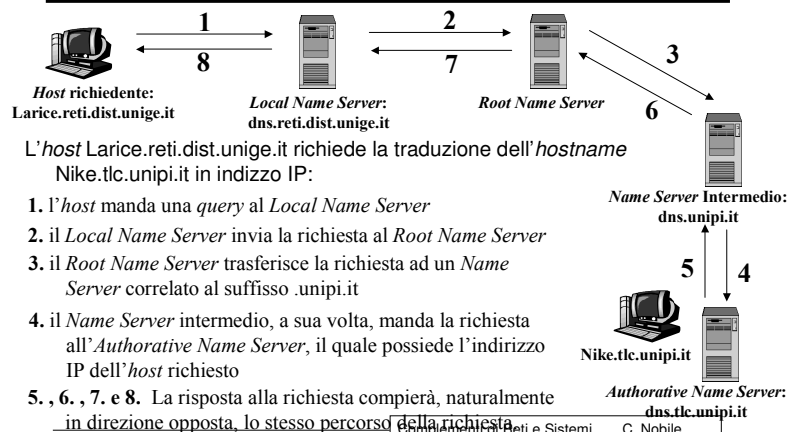 1
2
8
7
3
6
Host richiedente:
Larice.reti.dist.unige.it
Local Name Server:
dns.reti.dist.unige.it
Root Name Server
L'host Larice.reti.dist.unige.it richiede la traduzione dell'hostname
Nike.tlc.unipi.it in indizzo IP:
Name Server Intermedio:
dns.unipi.it
1. l'host manda una query al Local Name Server
2. il Local Name Server invia la richiesta al Root Name Server
3. il Root Name Server trasferisce la richiesta ad un Name
Server correlato al suffisso .unipi.it
5
4
4. il Name Server intermedio, a sua volta, manda la richiesta
all'Authorative Name Server, il quale possiede l'indirizzo
IP dell'host richiesto
Nike.tlc.unipi.it
5. , 6. , 7. e 8. La risposta alla richiesta compierà, naturalmente
in direzione opposta, lo stesso percorso della richiesta.
Authorative Name Server:
dns.tlc.unipi.it
Complementi di Reti e Sistemi C. Nobile